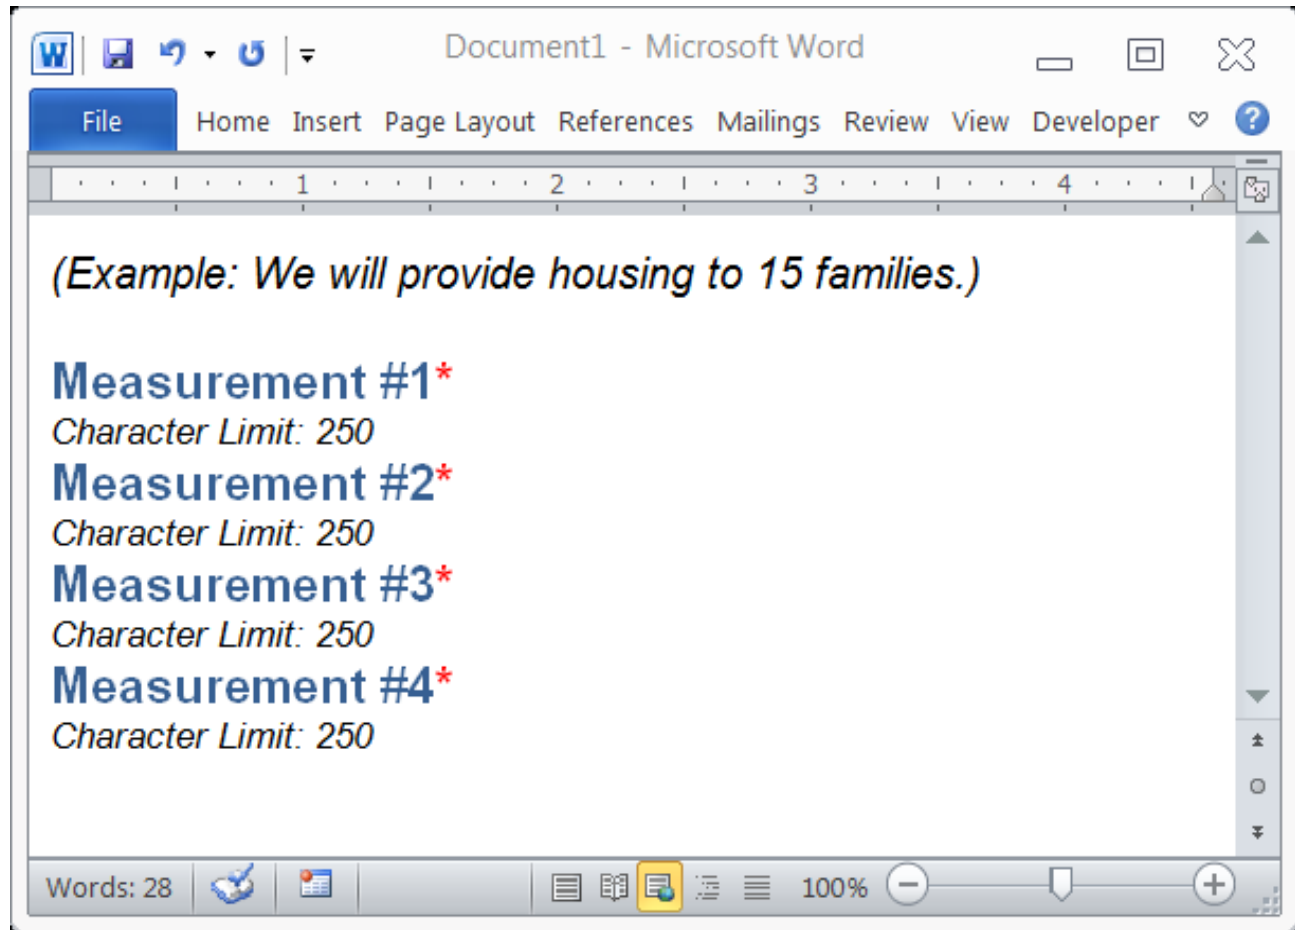 W Document1 - Microsoft Word
File Home Insert Page Layout References Mailings Review View Developer ?
1 2 3 4
(Example: We will provide housing to 15 families.)
Measurement #1*
Character Limit: 250
Measurement #2*
Character Limit: 250
Measurement #3*
Character Limit: 250
Measurement #4*
Character Limit: 250
Words: 28 100%